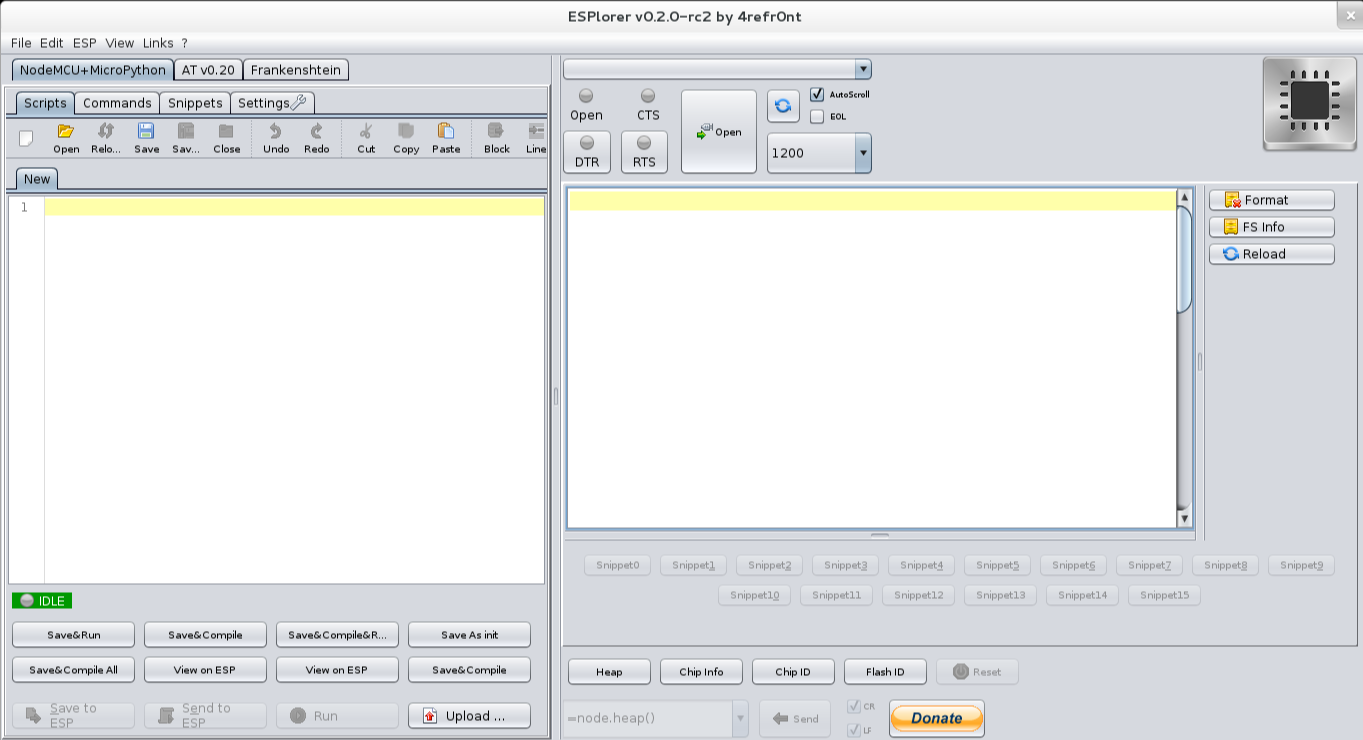 ESPlorer v0.2.0-rc2 by 4refr0nt
File Edit ESP View Links ?
NodeMCU+MicroPython AT v0.20 Frankenshtein
Scripts Commands Snippets Settings
Open Relo... Save Sav... Close Undo Redo Cut Copy Paste Block Line
New
1
IDLE
Save&Run Save&Compile Save&Compile&R... Save As init
Save&Compile All View on ESP View on ESP Save&Compile
Save to ESP Send to ESP Run Upload ...
Open CTS
DTR RTS
Open
AutoScroll
EOL
1200
Format
FS Info
Reload
Snippet0 Snippet1 Snippet2 Snippet3 Snippet4 Snippet5 Snippet6 Snippet7 Snippet8 Snippet9
Snippet10 Snippet11 Snippet12 Snippet13 Snippet14 Snippet15
Heap Chip Info Chip ID Flash ID Reset
=node.heap() Send CR
LF
Donate